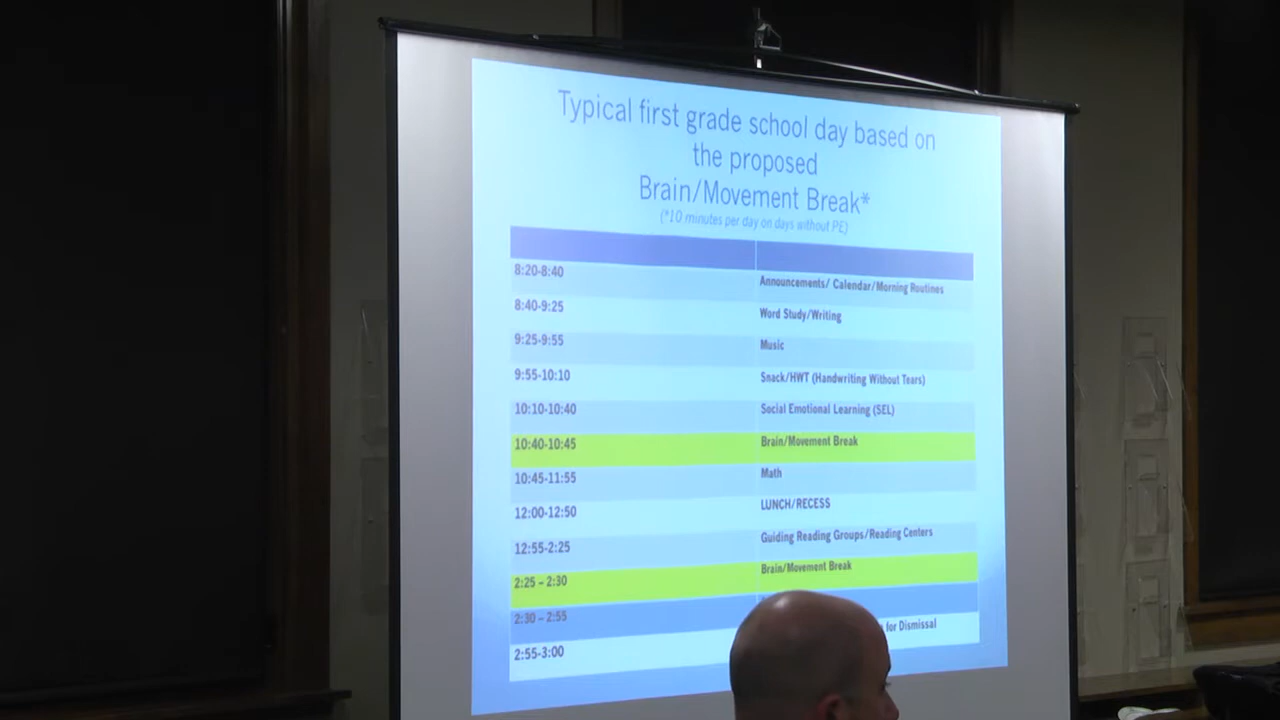 Typical first grade school day based on
the proposed
Brain/Movement Break*
(*10 minutes per day on days without PE)
8:20-8:40 Announcements/ Calendar/Morning Routines
8:40-9:25 Word Study/Writing
9:25-9:55 Music
9:55-10:10 Snack/HWT (Handwriting Without Tears)
10:10-10:40 Social Emotional Learning (SEL)
10:40-10:45 Brain/Movement Break
10:45-11:55 Math
12:00-12:50 LUNCH/RECESS
12:55-2:25 Guiding Reading Groups/Reading Centers
2:25 – 2:30 Brain/Movement Break
2:30 – 2:55
2:55-3:00 for Dismissal